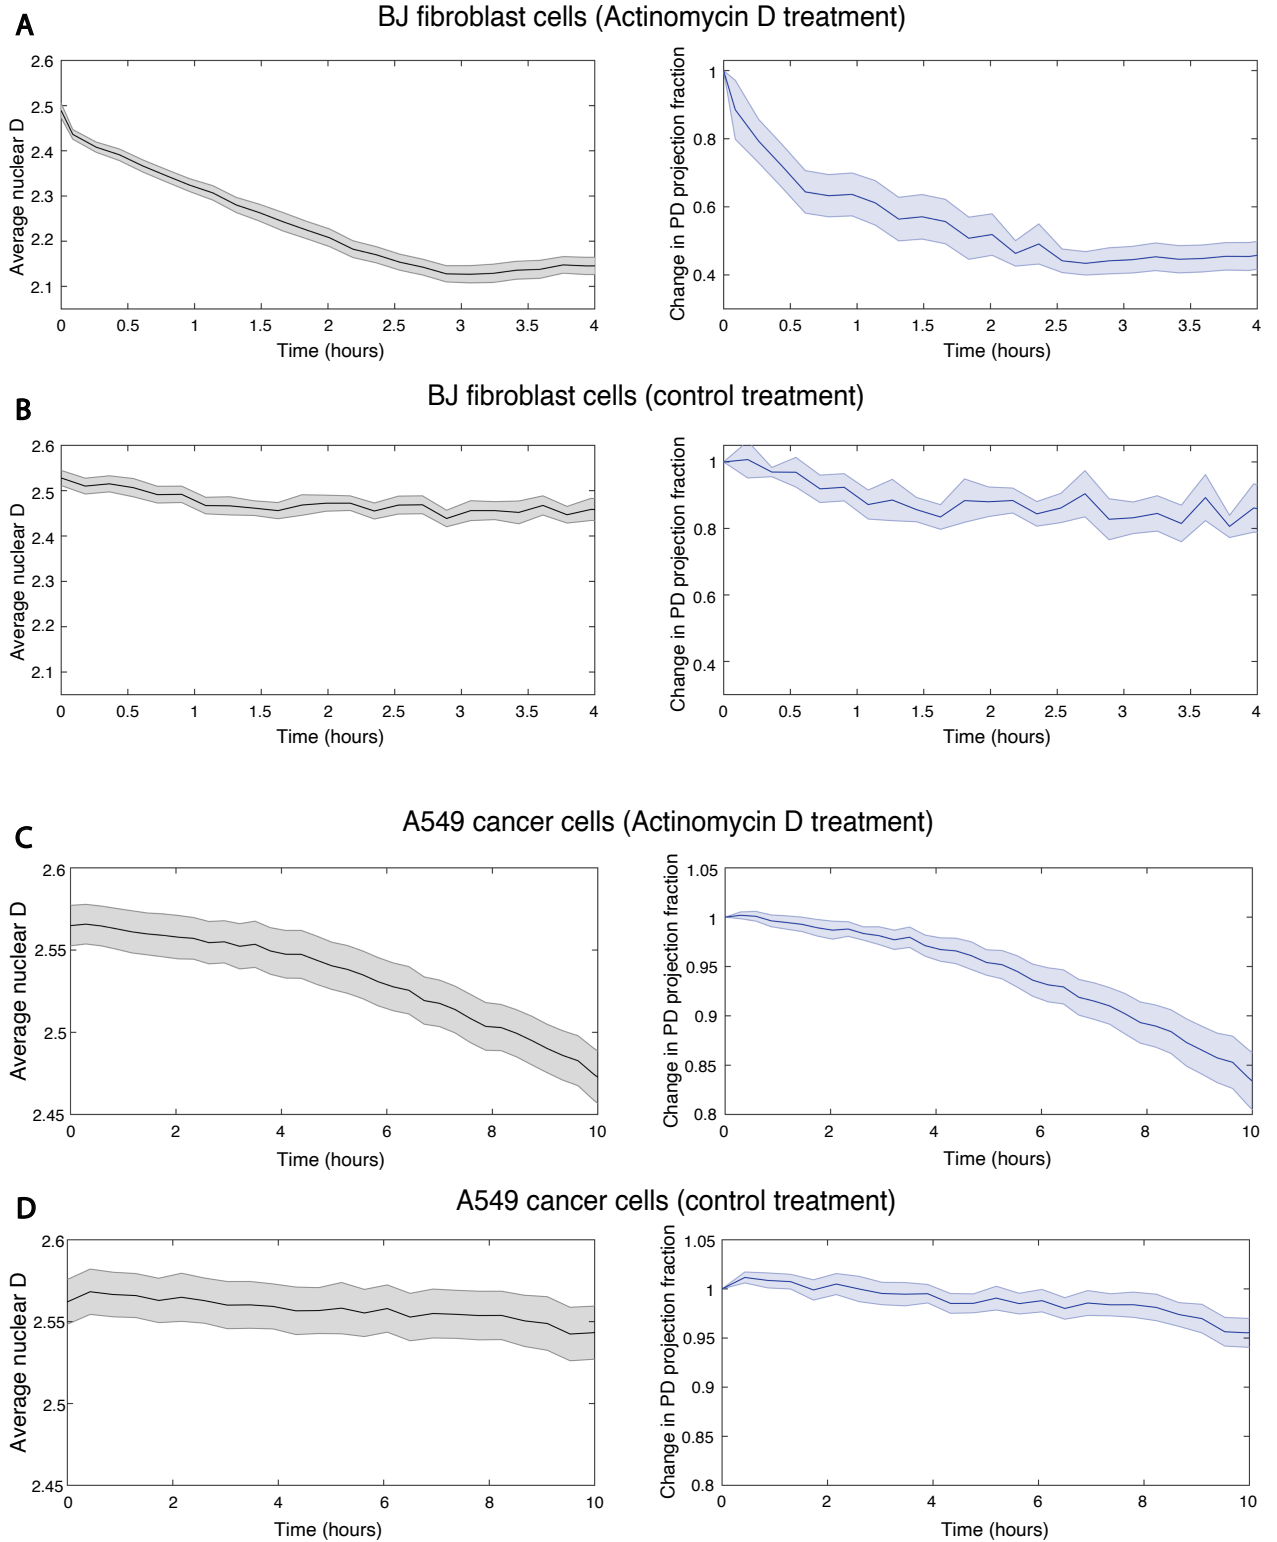 A
BJ fibroblast cells (Actinomycin D treatment)
Average nuclear D
2.6
2.5
2.4
2.3
2.2
2.1
0 0.5 1 1.5 2 2.5 3 3.5 4
Time (hours)
Change in PD projection fraction
1
0.8
0.6
0.4
0 0.5 1 1.5 2 2.5 3 3.5 4
Time (hours)
B
BJ fibroblast cells (control treatment)
Average nuclear D
2.6
2.5
2.4
2.3
2.2
2.1
0 0.5 1 1.5 2 2.5 3 3.5 4
Time (hours)
Change in PD projection fraction
1
0.8
0.6
0.4
0 0.5 1 1.5 2 2.5 3 3.5 4
Time (hours)
C
A549 cancer cells (Actinomycin D treatment)
Average nuclear D
2.6
2.55
2.5
2.45
0 2 4 6 8 10
Time (hours)
Change in PD projection fraction
1.05
1
0.95
0.9
0.85
0.8
0 2 4 6 8 10
Time (hours)
D
A549 cancer cells (control treatment)
Average nuclear D
2.6
2.55
2.5
2.45
0 2 4 6 8 10
Time (hours)
Change in PD projection fraction
1.05
1
0.95
0.9
0.85
0.8
0 2 4 6 8 10
Time (hours)